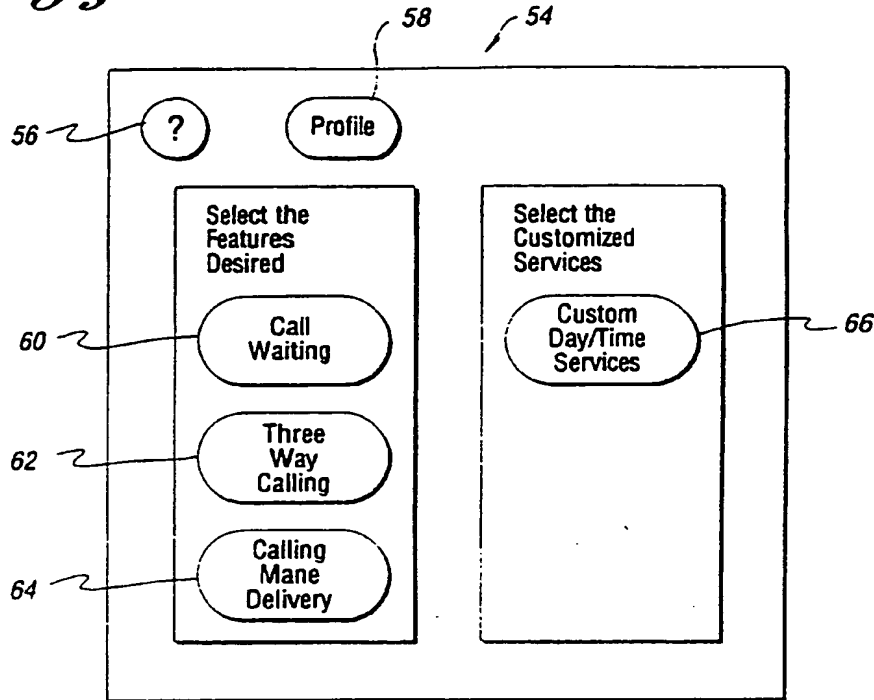 58
54
56
?
Profile
Select the
Features
Desired
Select the
Customized
Services
60
Call
Waiting
Custom
Day/Time
Services
66
62
Three
Way
Calling
64
Calling
Mane
Delivery